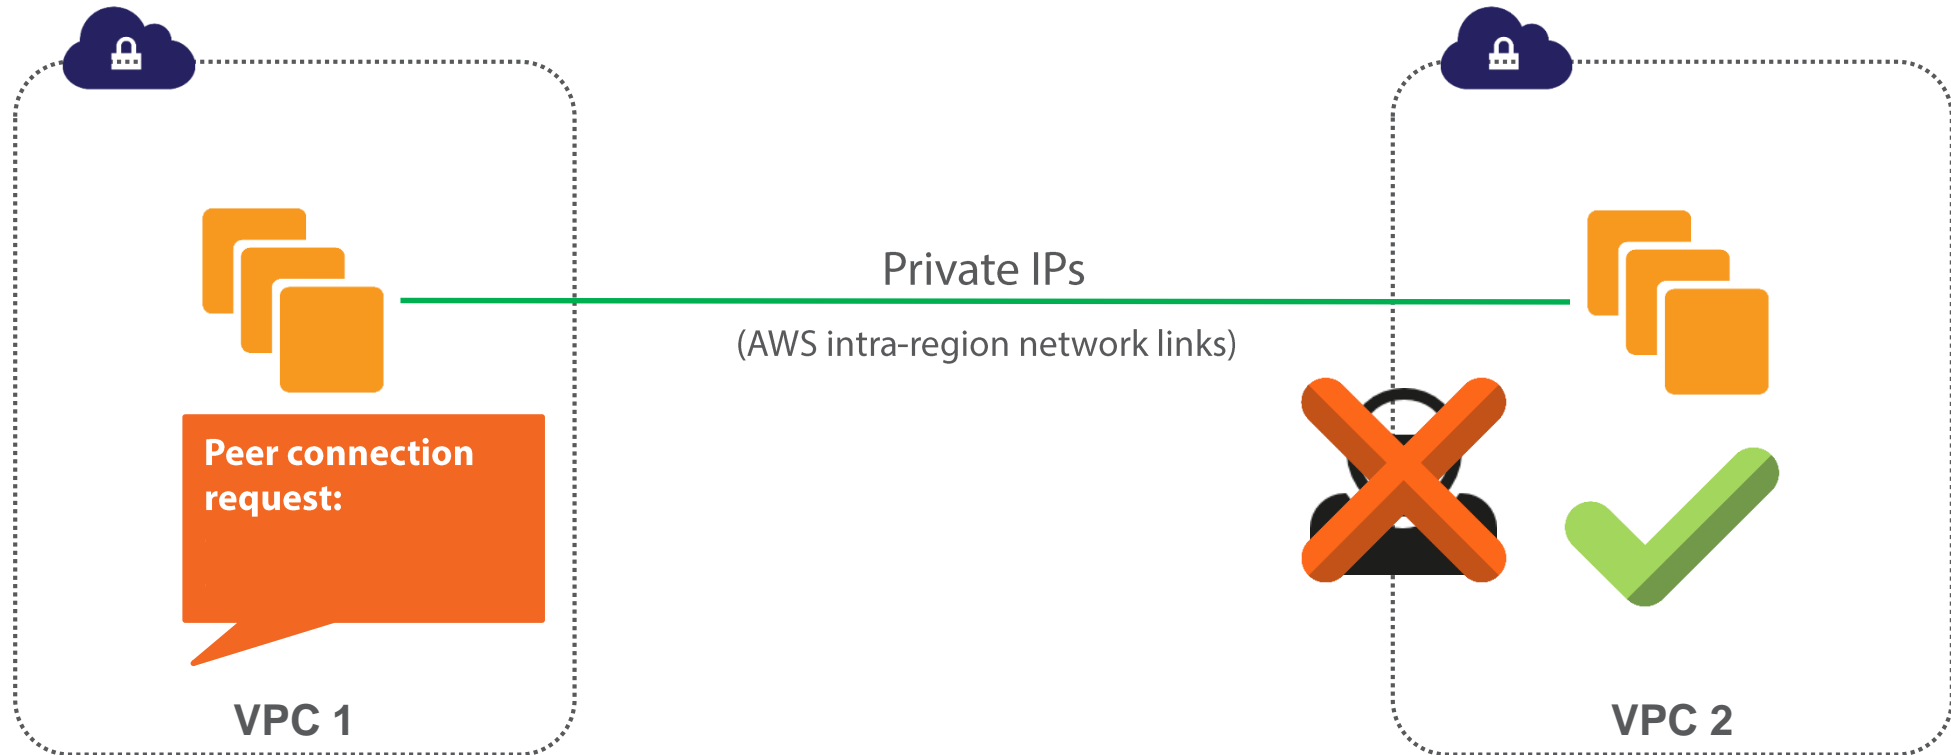 Private IPs
(AWS intra-region network links)
Peer connection
request:
VPC 1
VPC 2